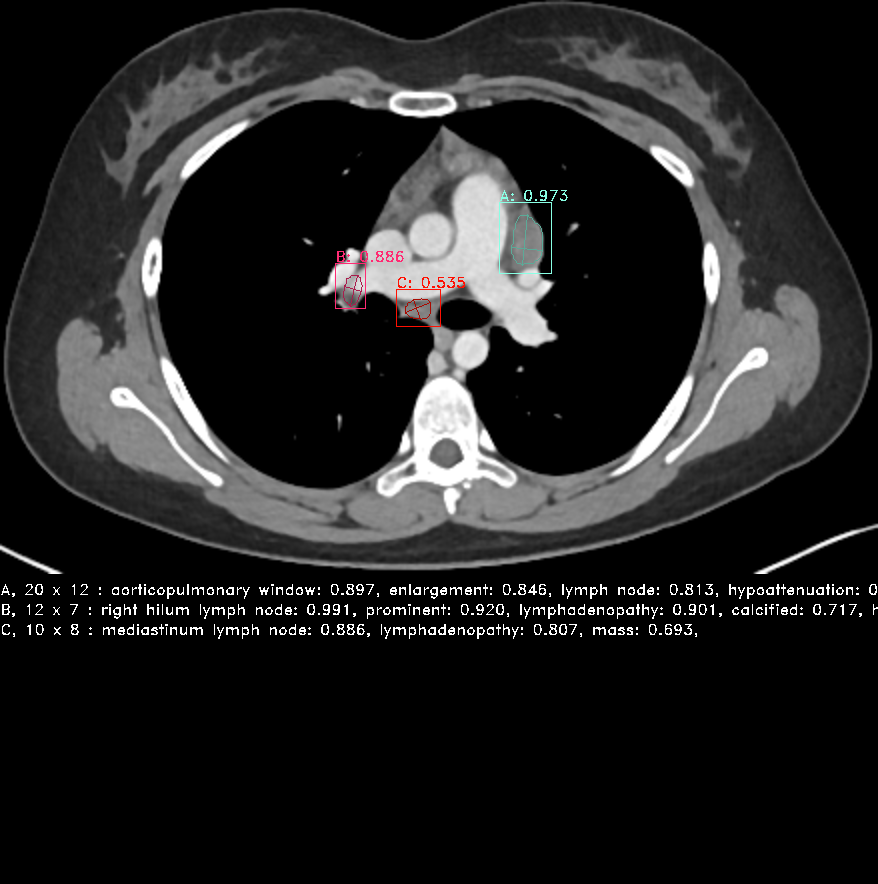 A: 0.973
B: 0.886
C: 0.535
A, 20 x 12 : aorticopulmonary window: 0.897, enlargement: 0.846, lymph node: 0.813, hypoattenuation: 0
B, 12 x 7 : right hilum lymph node: 0.991, prominent: 0.920, lymphadenopathy: 0.901, calcified: 0.717, h
C, 10 x 8 : mediastinum lymph node: 0.886, lymphadenopathy: 0.807, mass: 0.693,